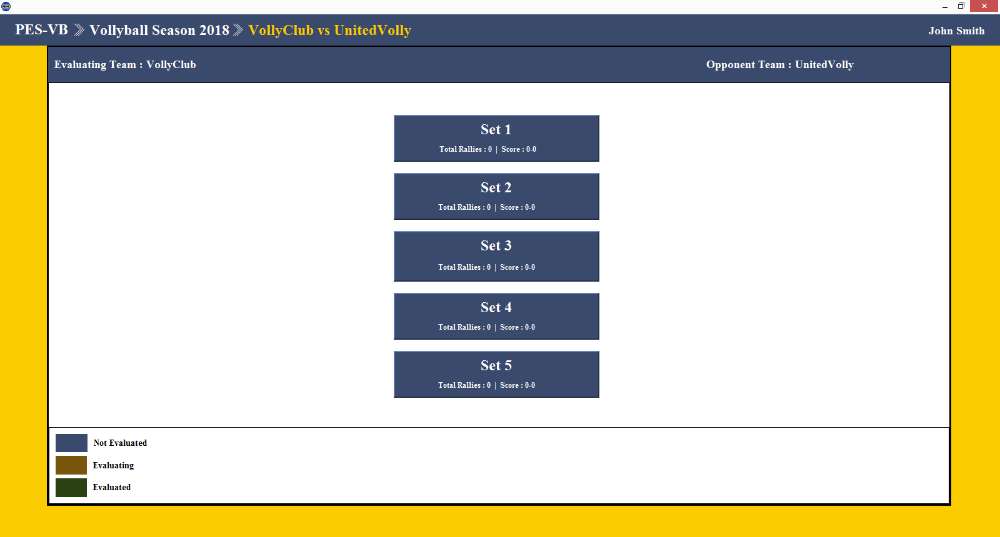 PES-VB Vollyball Season 2018 VollyClub vs UnitedVolly
John Smith
Evaluating Team : VollyClub
Opponent Team : UnitedVolly
Set 1
Total Rallies : 0 | Score : 0-0
Set 2
Total Rallies : 0 | Score : 0-0
Set 3
Total Rallies : 0 | Score : 0-0
Set 4
Total Rallies : 0 | Score : 0-0
Set 5
Total Rallies : 0 | Score : 0-0
Not Evaluated
Evaluating
Evaluated